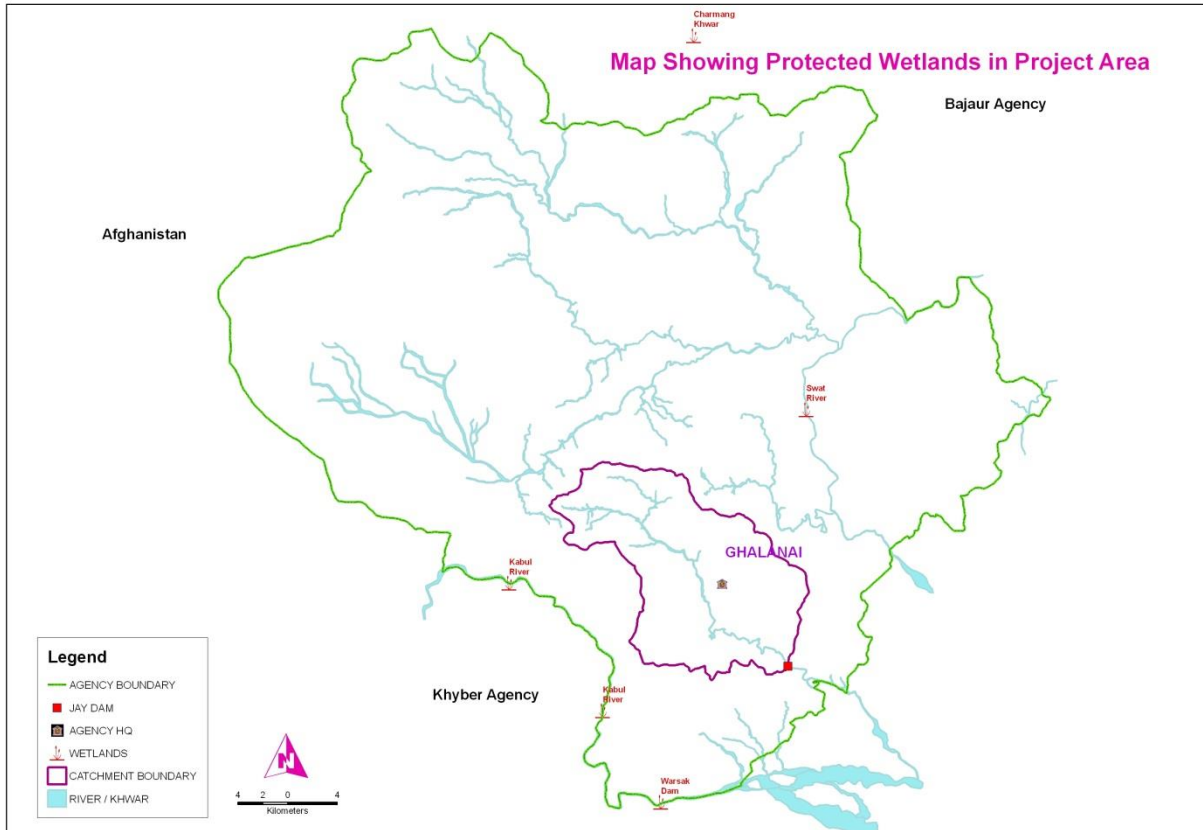 Charmang
Khwar
Map Showing Protected Wetlands in Project Area
Bajaur Agency
Afghanistan
Swat
River
GHALANAI
Kabul
River
Khyber Agency
Kabul
River
Warsak
Dam
Legend
AGENCY BOUNDARY
JAY DAM
AGENCY HQ
WETLANDS
CATCHMENT BOUNDARY
RIVER / KHWAR
N
4 2 0 4
Kilometers